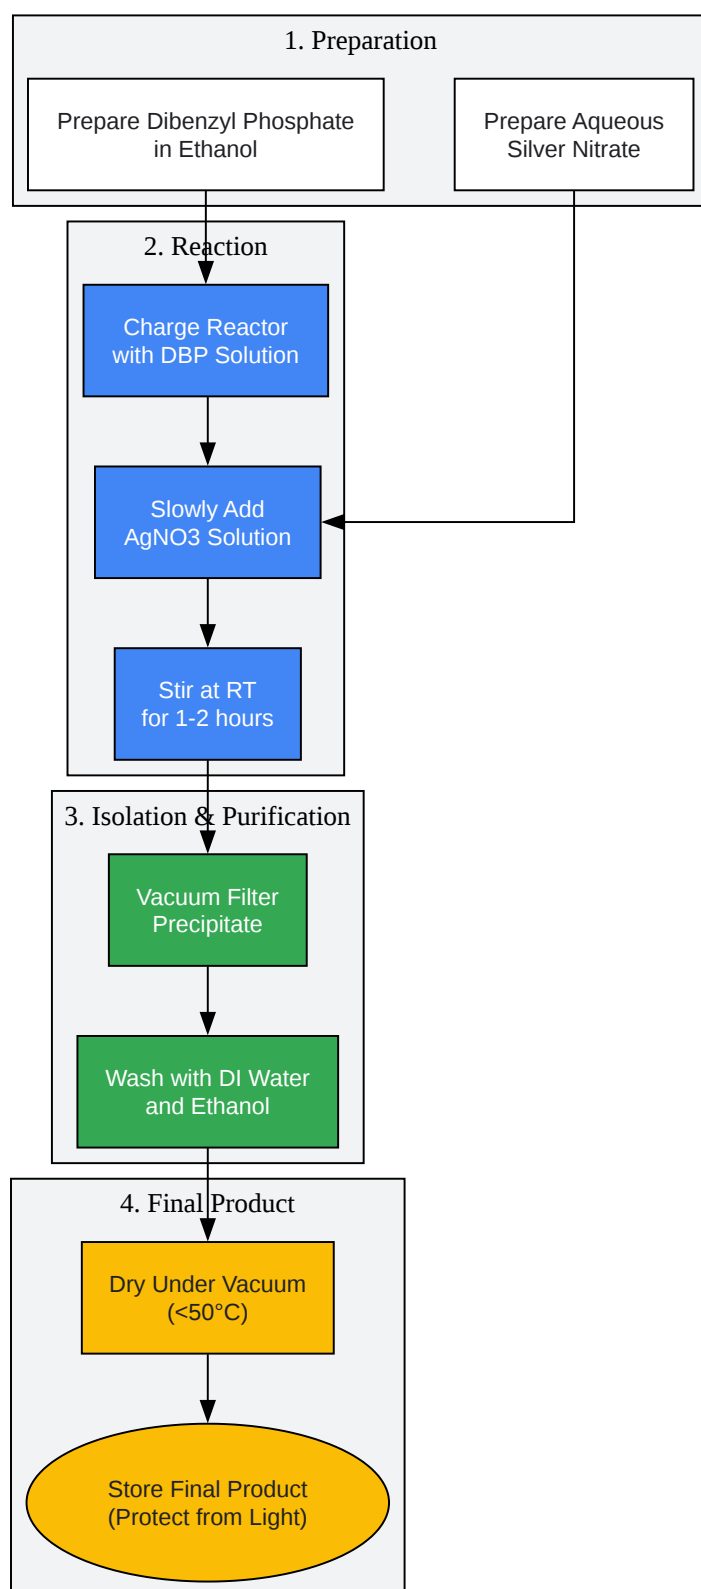 1. Preparation
Prepare Dibenzyl Phosphate
in Ethanol
Prepare Aqueous
Silver Nitrate
2. Reaction
Charge Reactor
with DBP Solution
Slowly Add
AgNO3 Solution
Stir at RT
for 1-2 hours
3. Isolation & Purification
Vacuum Filter
Precipitate
Wash with DI Water
and Ethanol
4. Final Product
Dry Under Vacuum
(<50°C)
Store Final Product
(Protect from Light)